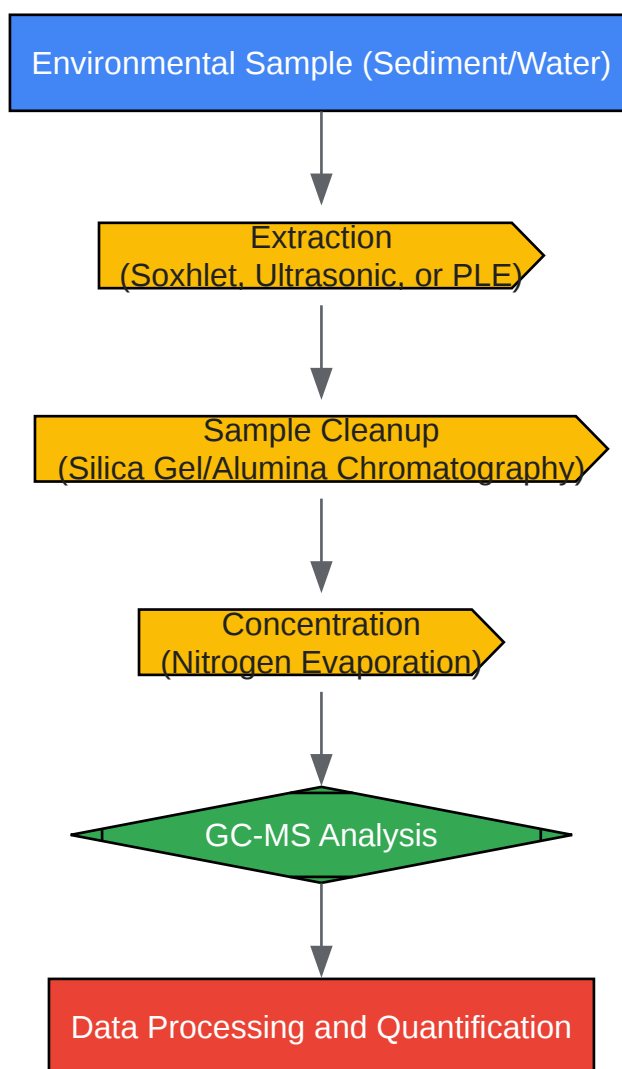 Environmental Sample (Sediment/Water)
Extraction
(Soxhlet, Ultrasonic, or PLE)
Sample Cleanup
(Silica Gel/Alumina Chromatography)
Concentration
(Nitrogen Evaporation)
GC-MS Analysis
Data Processing and Quantification